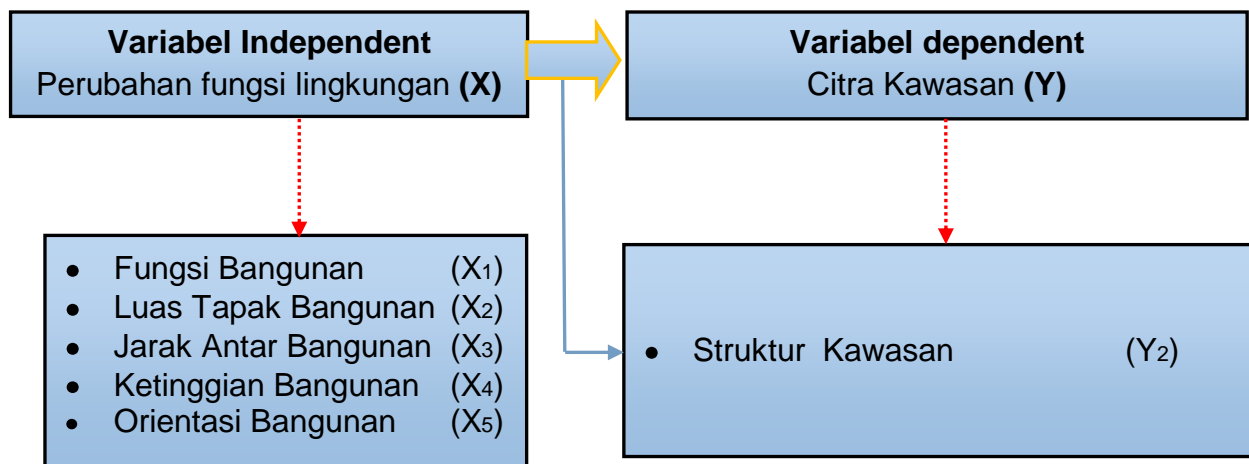 Variabel Independent
Perubahan fungsi lingkungan (X)
Variabel dependent
Citra Kawasan (Y)
• Fungsi Bangunan (X1)
• Luas Tapak Bangunan (X2)
• Jarak Antar Bangunan (X3)
• Ketinggian Bangunan (X4)
• Orientasi Bangunan (X5)
• Struktur Kawasan (Y2)